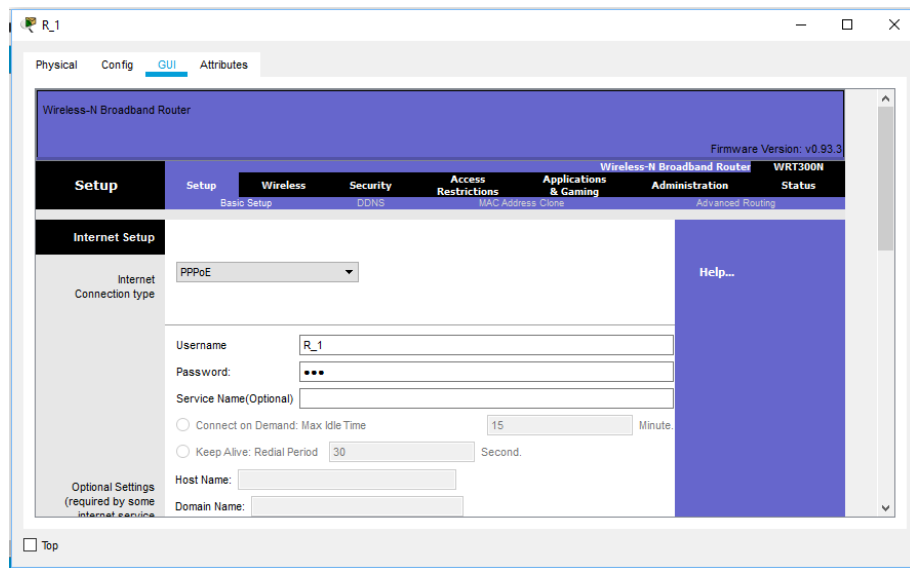 R_1
Physical Config GUI Attributes
Wireless-N Broadband Router
Firmware Version: v0.93.3
Wireless-N Broadband Router WRT300N
Setup
Setup Wireless Security Access Restrictions Applications & Gaming Administration Status
Basic Setup DDNS MAC Address Clone Advanced Routing
Internet Setup
Internet
Connection type
PPPoE
Help...
Username R_1
Password: •••
Service Name(Optional)
Connect on Demand: Max Idle Time 15 Minute.
Keep Alive: Redial Period 30 Second.
Optional Settings
(required by some
internet service
Host Name:
Domain Name:
Top